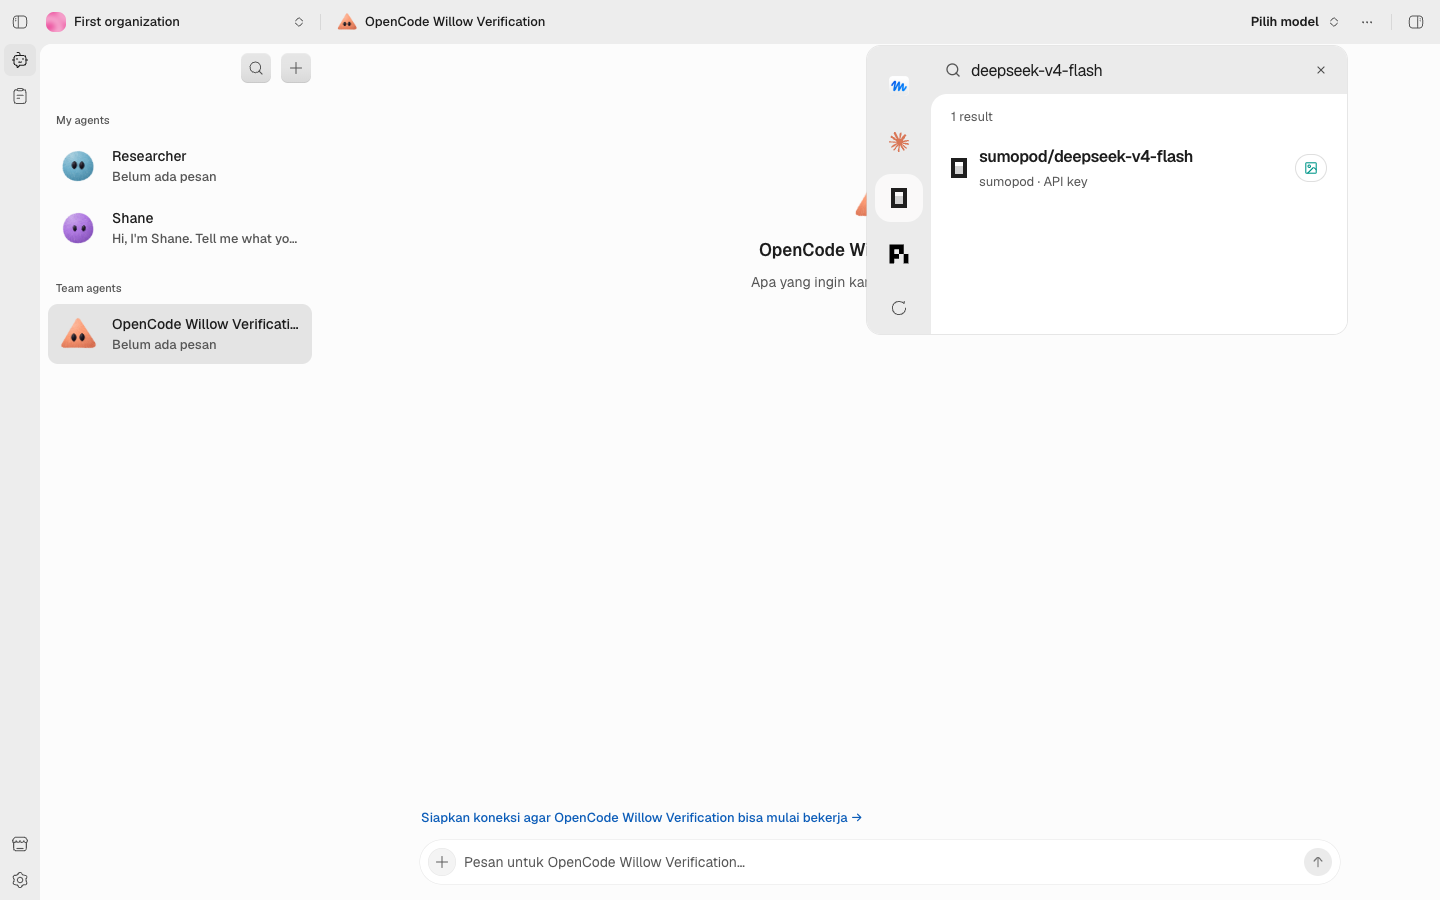 First organization
OpenCode Willow Verification
Pilih model
deepseek-v4-flash
1 result
sumopod/deepseek-v4-flash
sumopod · API key
My agents
Researcher
Belum ada pesan
Shane
Hi, I'm Shane. Tell me what yo...
Team agents
OpenCode Willow Verificati...
Belum ada pesan
OpenCode W
Apa yang ingin kar
Siapkan koneksi agar OpenCode Willow Verification bisa mulai bekerja →
Pesan untuk OpenCode Willow Verification...